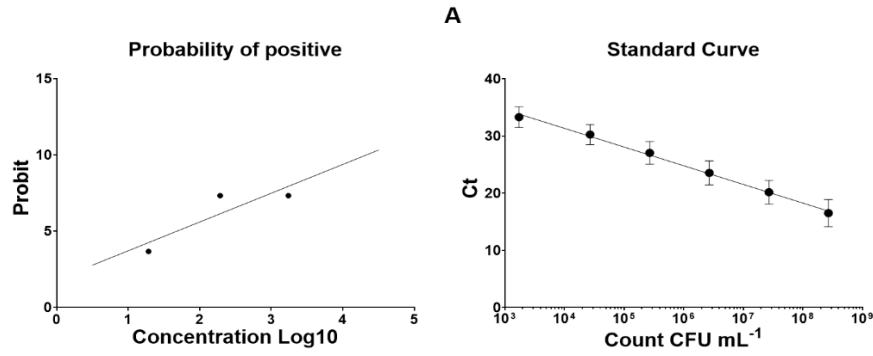 A
Probability of positive
15
10
5
0
Probit
0 1 2 3 4 5
Concentration Log10
Standard Curve
40
30
20
10
0
Ct
10³ 10⁴ 10⁵ 10⁶ 10⁷ 10⁸ 10⁹
Count CFU mL⁻¹